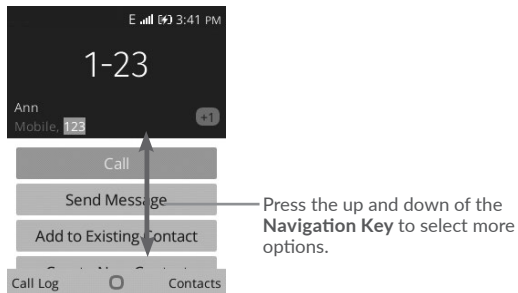 E 3:41 PM
1-23
Ann
Mobile, 123
+1
Call
Send Message
Add to Existing Contact
Call Log Contacts
Press the up and down of the
Navigation Key to select more
options.